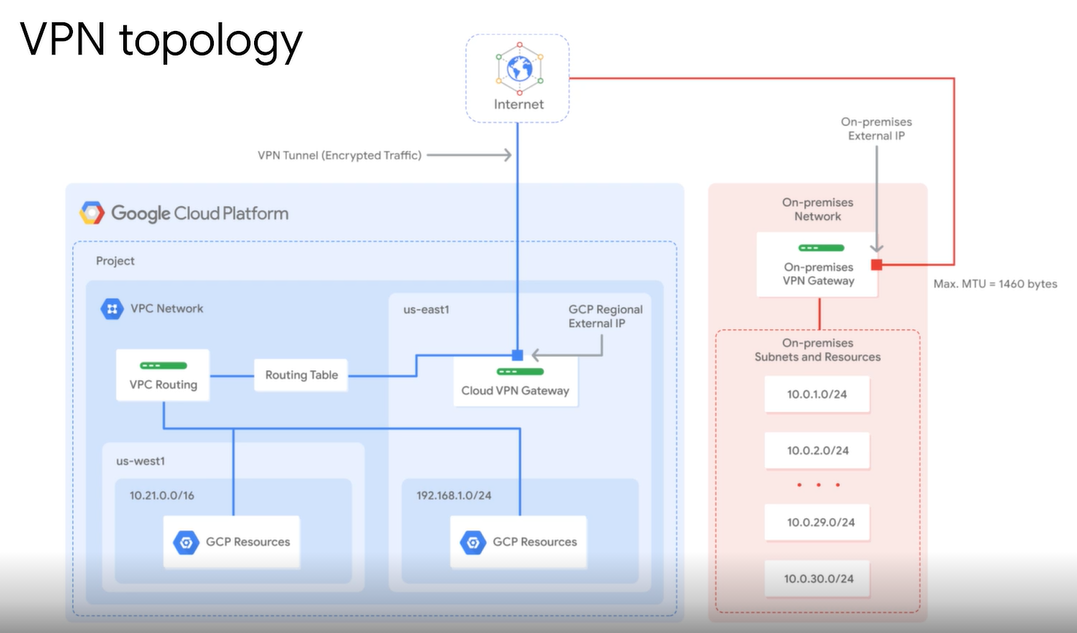 VPN topology
Internet
On-premises
External IP
VPN Tunnel (Encrypted Traffic)
Google Cloud Platform
Project
VPC Network
us-east1
GCP Regional
External IP
VPC Routing
Routing Table
Cloud VPN Gateway
us-west1
10.21.0.0/16
GCP Resources
192.168.1.0/24
GCP Resources
On-premises
Network
On-premises
VPN Gateway
Max. MTU = 1460 bytes
On-premises
Subnets and Resources
10.0.1.0/24
10.0.2.0/24
• • •
10.0.29.0/24
10.0.30.0/24